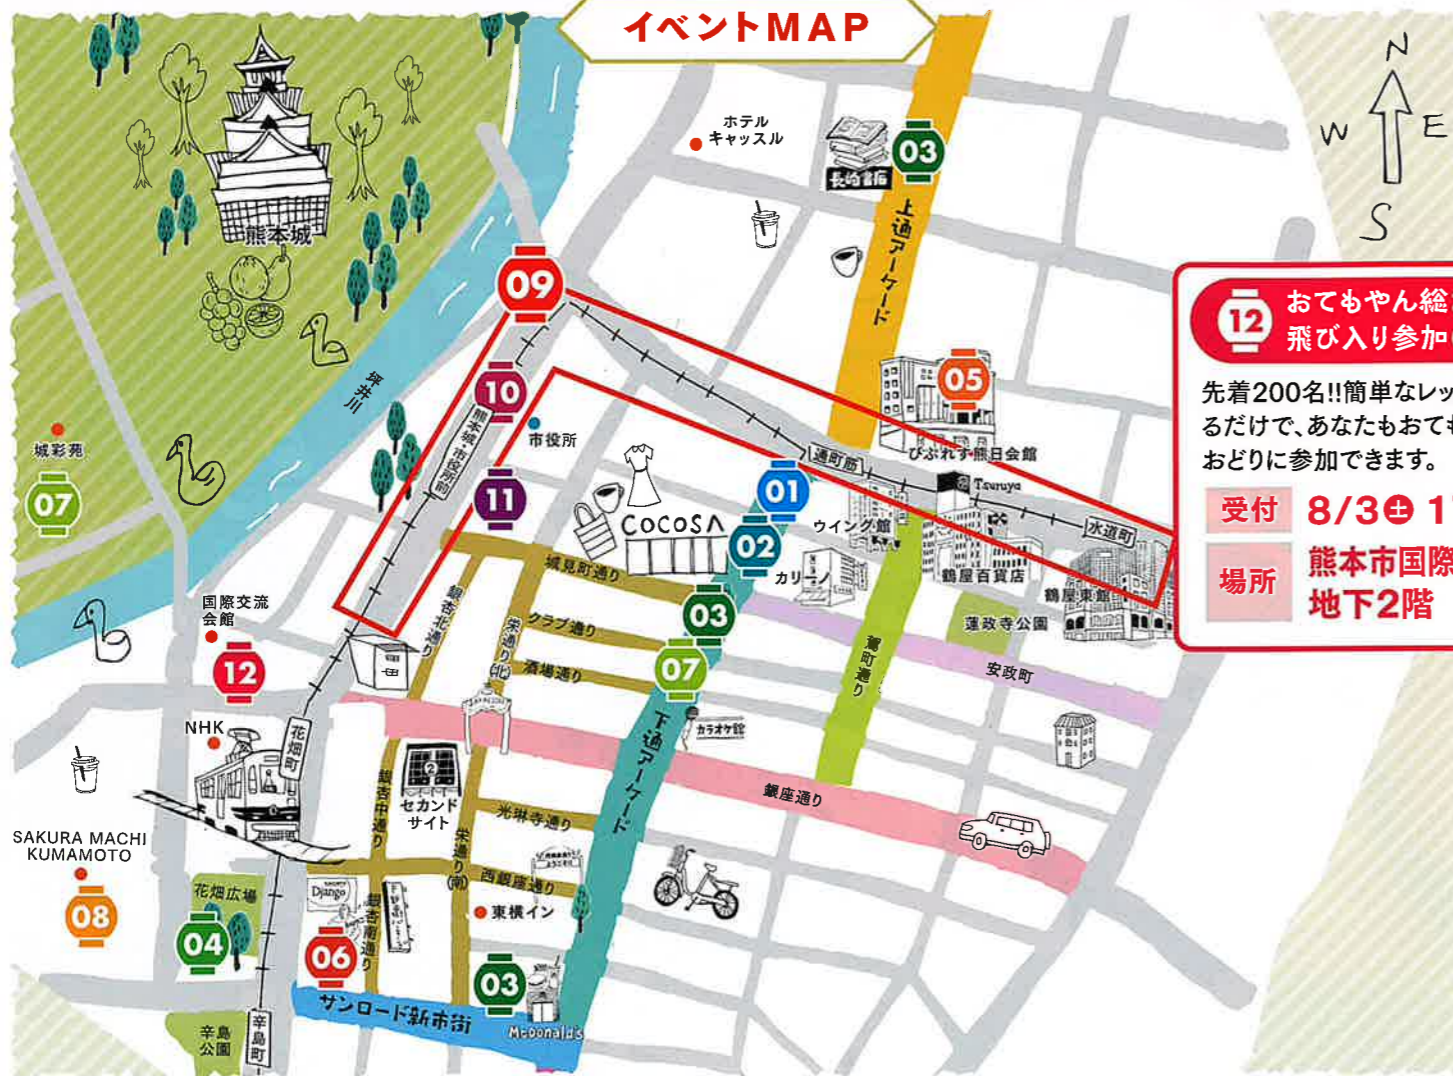 イベントMAP
N
W
E
S
ホテル
キャッスル
03
長崎書店
上通アーケード
熊本城
09
12
おてもやん総
飛び入り参加
先着200名!!簡単なレッ
るだけで、あなたもおても
おどりに参加できます。
受付
8/3土 1
場所
熊本市国際
地下2階
坪井川
10
熊本城・市役所前
市役所
05
びぷれす熊日会館
通町筋
城彩苑
07
11
01
02
COCOSA
ウイング館
Tsuruya
水道町
カリーノ
鶴屋百貨店
鶴屋東館
城見町通り
銀杏北通り
栄通り(北)
クラブ通り
酒場通り
03
07
蓮政寺公園
安政町
駕町通り
国際交流
会館
12
NHK
花畑町
カラオケ館
下通アーケード
銀座通り
2
セカンド
サイト
銀杏中通り
栄通り(南)
光琳寺通り
西銀座通り
SAKURA MACHI
KUMAMOTO
08
花畑広場
04
Django
銀杏南通り
06
東横イン
03
サンロード新市街
McDonald's
辛島
公園
辛島町